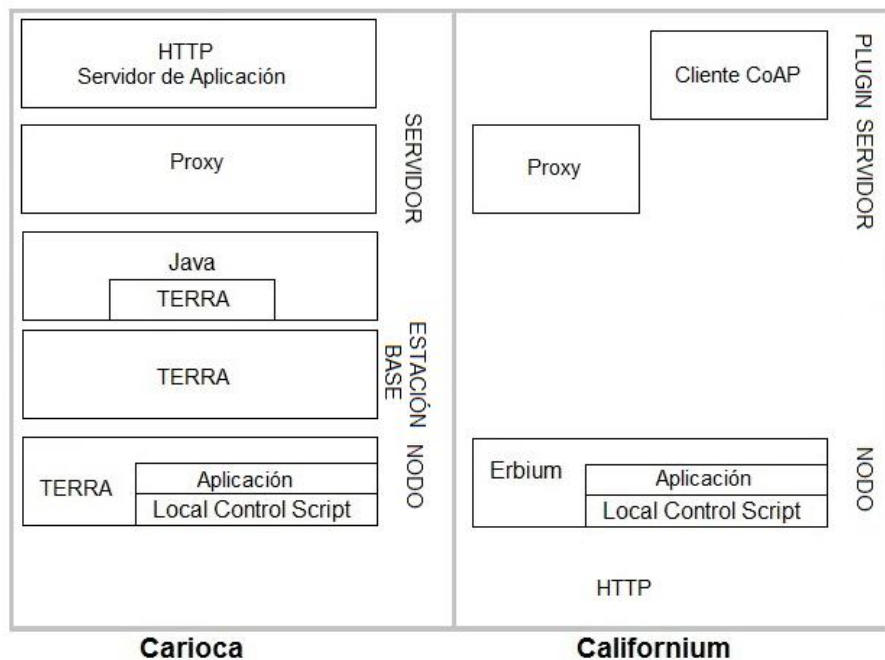 HTTP
Servidor de Aplicación
Proxy
Java
TERRA
TERRA
TERRA
Aplicación
Local Control Script
SERVIDOR
ESTACIÓN
BASE
NODO
Carioca
Cliente CoAP
Proxy
Erbium
Aplicación
Local Control Script
HTTP
PLUGIN SERVIDOR
NODO
Californium